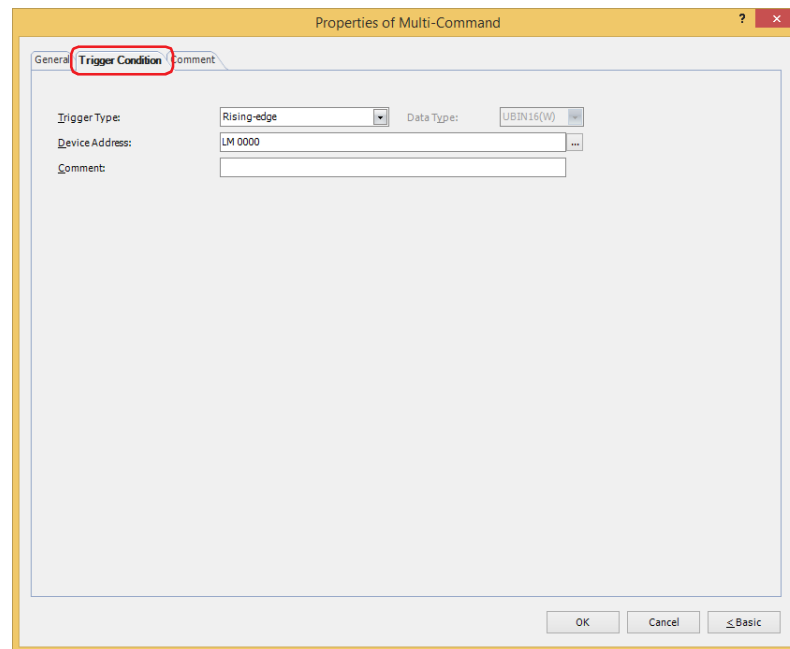 Properties of Multi-Command ? ×
General Trigger Condition Comment
Trigger Type: Rising-edge Data Type: UBIN16(W)
Device Address: LM 0000 ...
Comment:
OK Cancel < Basic